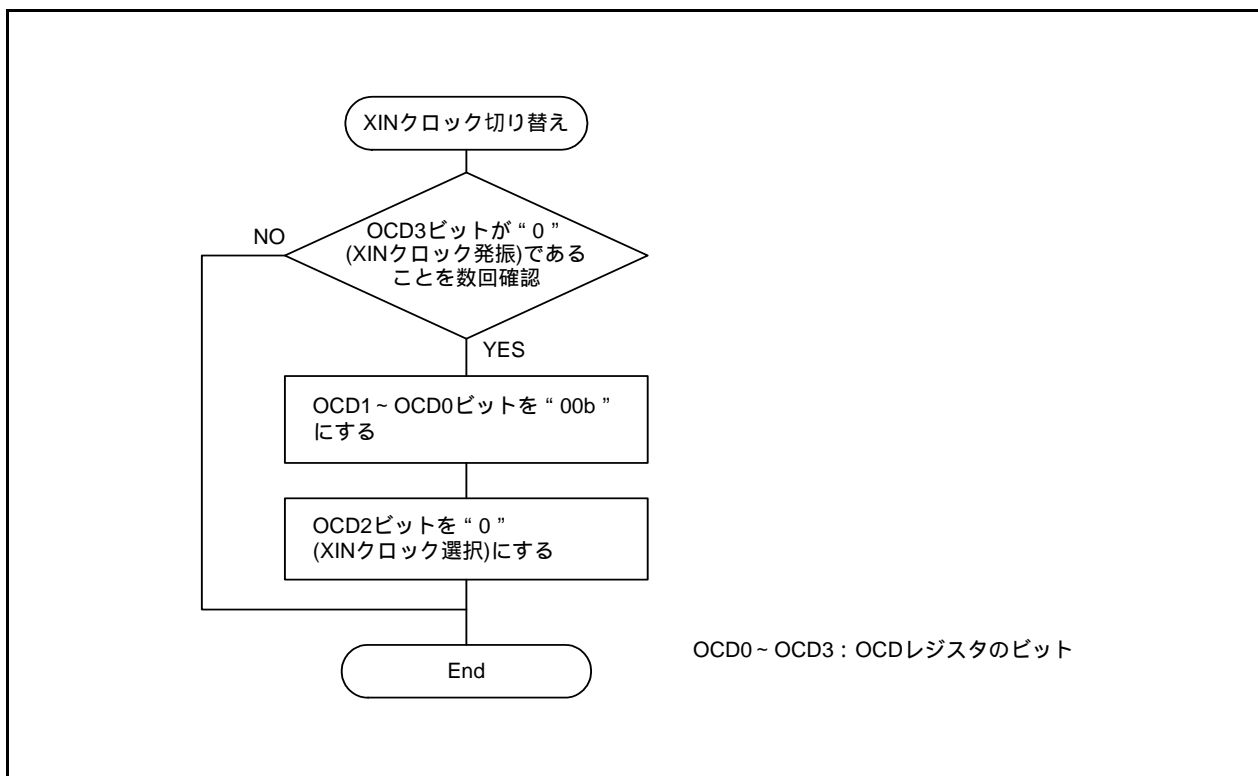 XINクロック切り替え
OCD3ビットが“0”
(XINクロック発振)である
ことを数回確認
NO
YES
OCD1~OCD0ビットを“00b”
にする
OCD2ビットを“0”
(XINクロック選択)にする
End
OCD0~OCD3:OCDレジスタのビット